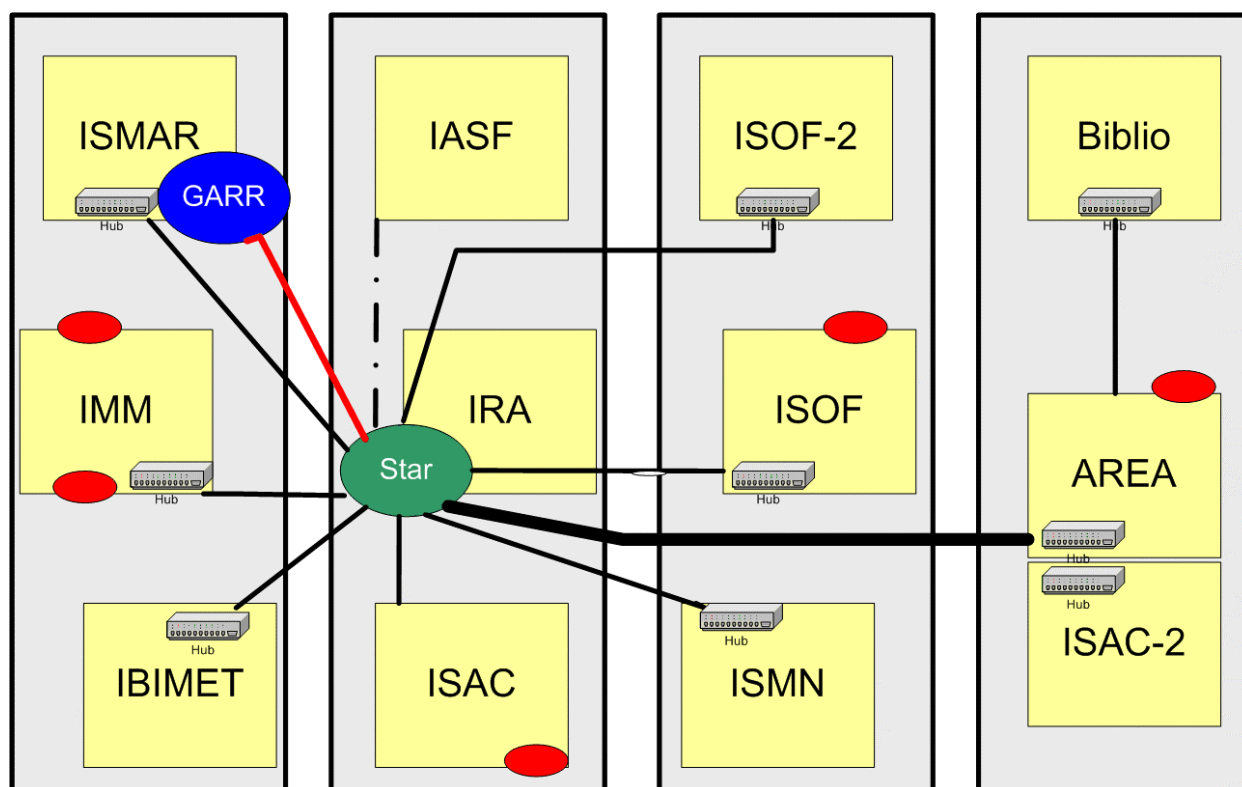 ISMAR
GARR
Hub
IASF
ISOF-2
Hub
Biblio
Hub
IMM
Hub
IRA
Star
ISOF
Hub
AREA
Hub
Hub
ISAC-2
Hub
IBIMET
ISAC
Hub
ISMN